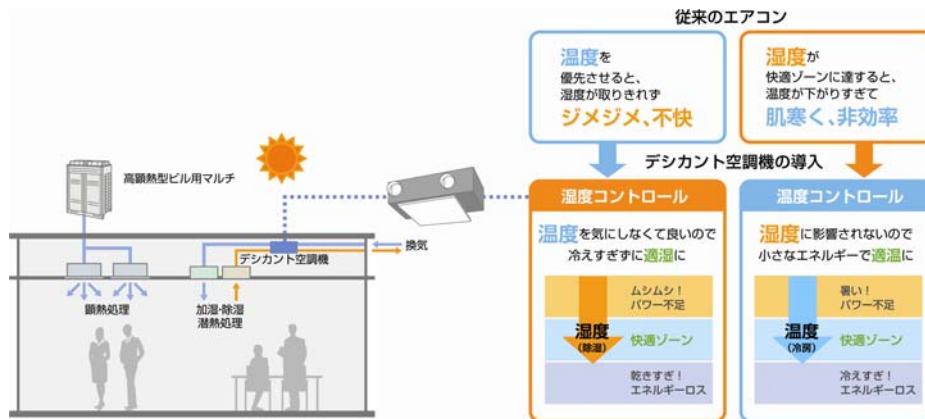 従来のエアコン
温度を
優先させると、
湿度が取りきれず
ジメジメ、不快
湿度が
快適ゾーンに達すると、
温度が下がりすぎて
肌寒く、非効率
デシカント空調機の導入
高顕熱型ビル用マルチ
換気
デシカント空調機
顕熱処理
加湿・除湿
潜熱処理
湿度コントロール
温度を気にしなくて良いので
冷えすぎずに適湿に
ムシムシ！
パワー不足
湿度
(除湿)
快適ゾーン
乾きすぎ！
エネルギーロス
温度コントロール
湿度に影響されないので
小さなエネルギーで適温に
暑い！
パワー不足
温度
(冷房)
快適ゾーン
冷えすぎ！
エネルギーロス